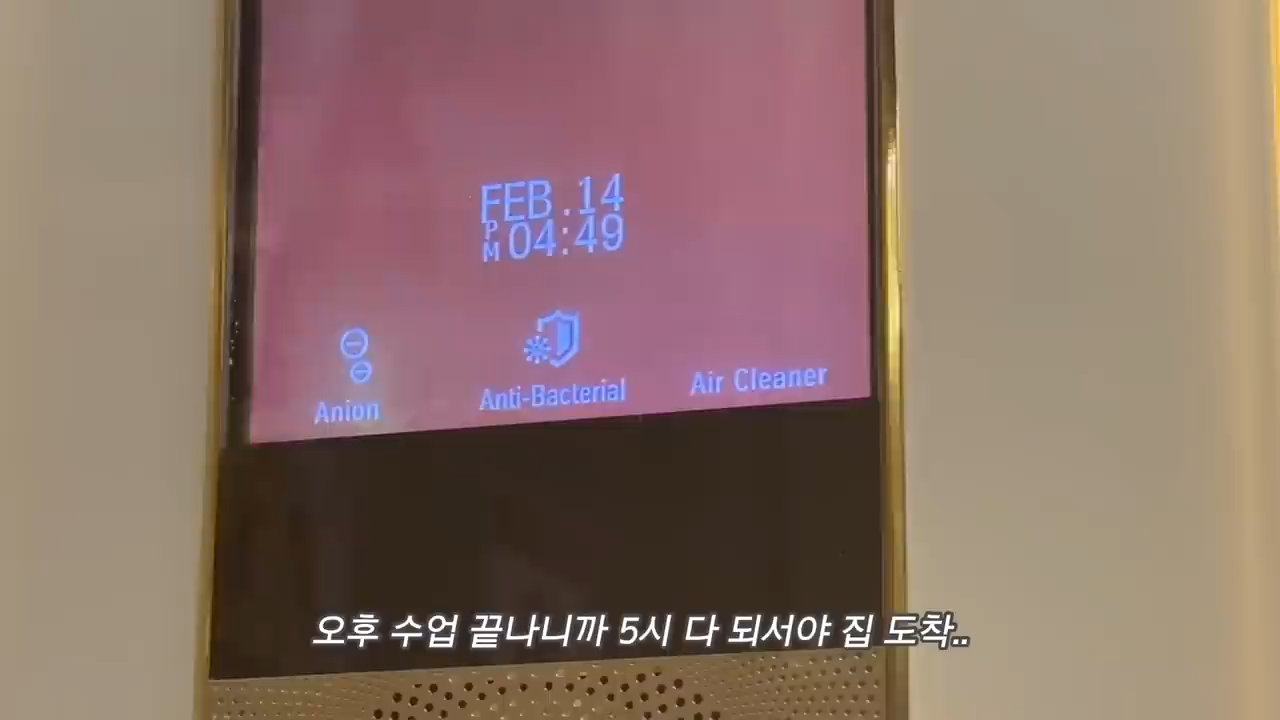 FEB.14
PM 04:49
Anion
Anti-Bacterial
Air Cleaner
오후 수업 끝나니까 5시 다 되서야 집 도착..